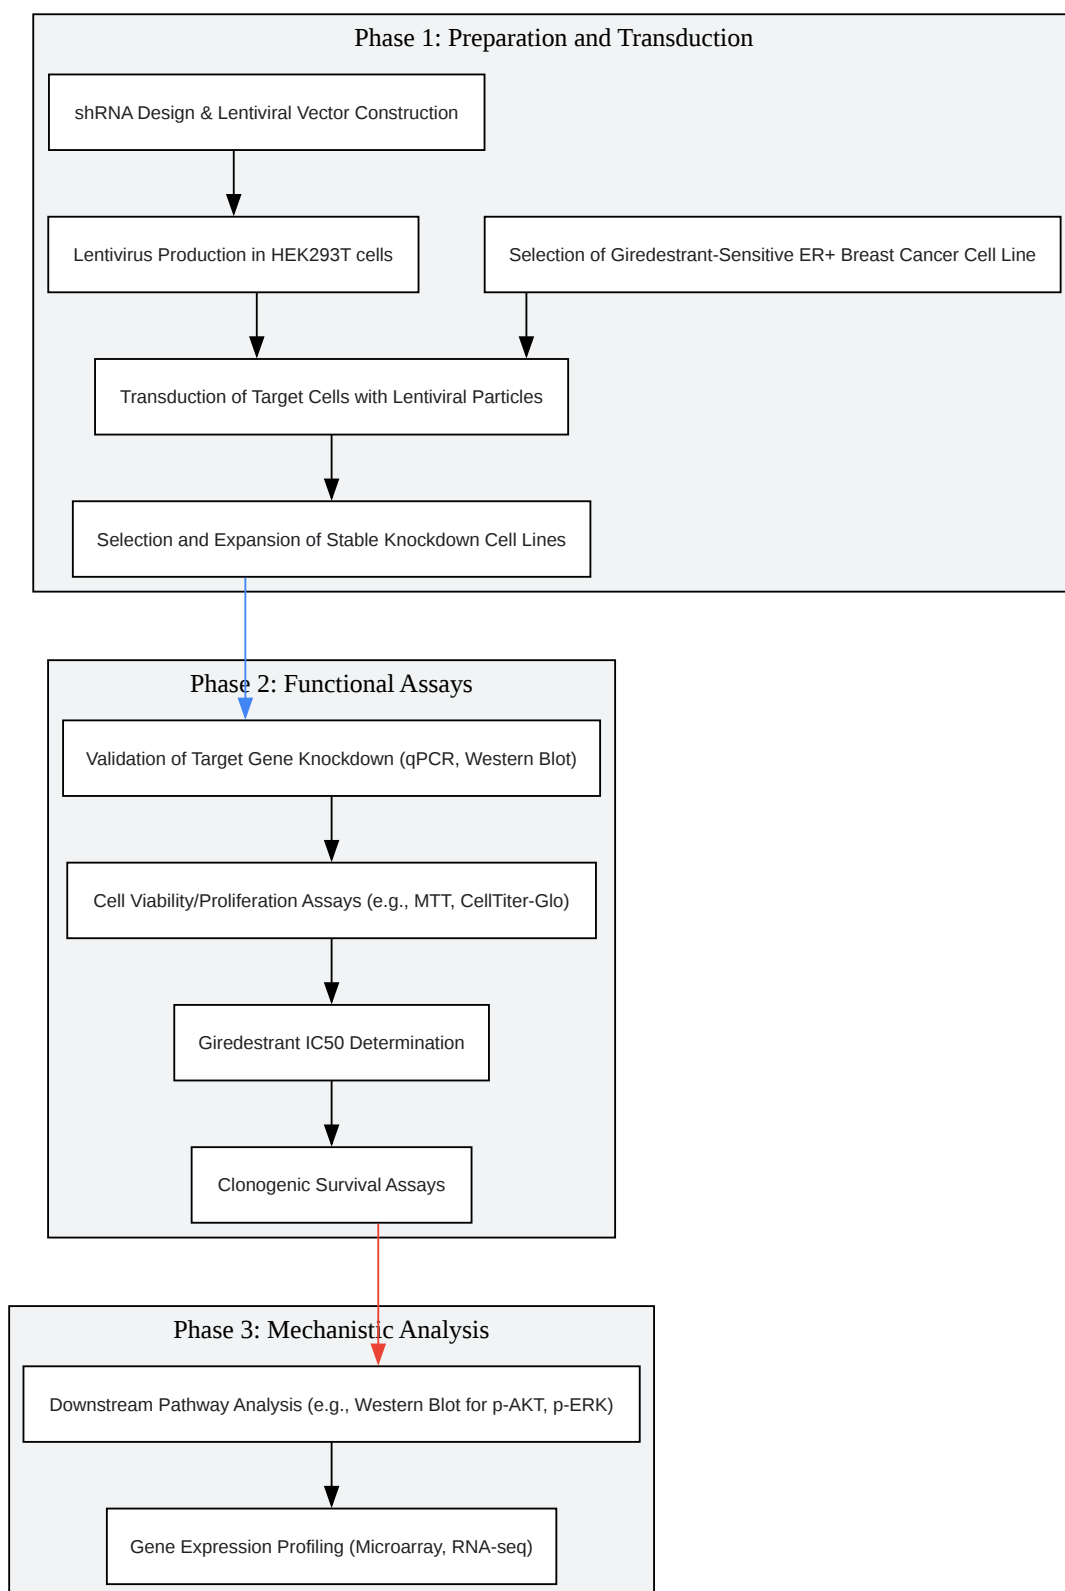 Phase 1: Preparation and Transduction
shRNA Design & Lentiviral Vector Construction
Lentivirus Production in HEK293T cells
Selection of Giredestrant-Sensitive ER+ Breast Cancer Cell Line
Transduction of Target Cells with Lentiviral Particles
Selection and Expansion of Stable Knockdown Cell Lines
Phase 2: Functional Assays
Validation of Target Gene Knockdown (qPCR, Western Blot)
Cell Viability/Proliferation Assays (e.g., MTT, CellTiter-Glo)
Giredestrant IC50 Determination
Clonogenic Survival Assays
Phase 3: Mechanistic Analysis
Downstream Pathway Analysis (e.g., Western Blot for p-AKT, p-ERK)
Gene Expression Profiling (Microarray, RNA-seq)